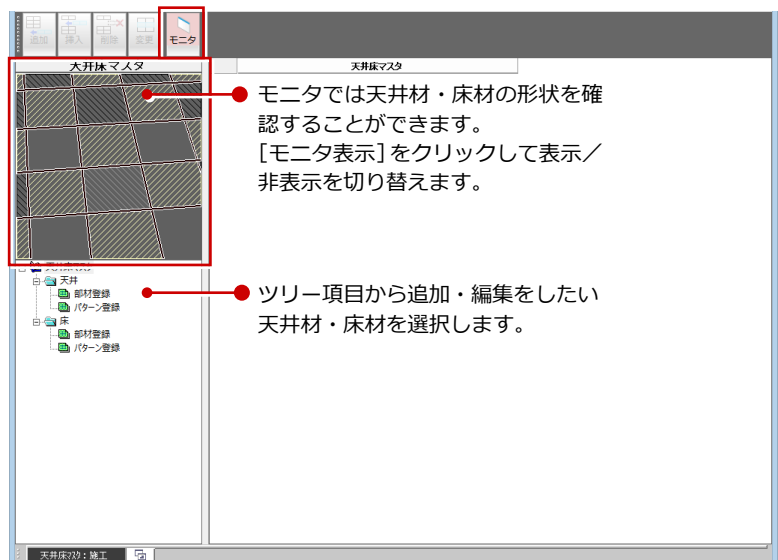 追加 挿入 削除 変更 モニタ
天井床マスタ
天井床マスタ
モニタでは天井材・床材の形状を確
認することができます。
[モニタ表示]をクリックして表示／
非表示を切り替えます。
天井床マスタ
天井
部材登録
パターン登録
床
部材登録
パターン登録
ツリー項目から追加・編集をしたい
天井材・床材を選択します。
天井床マスタ：施工